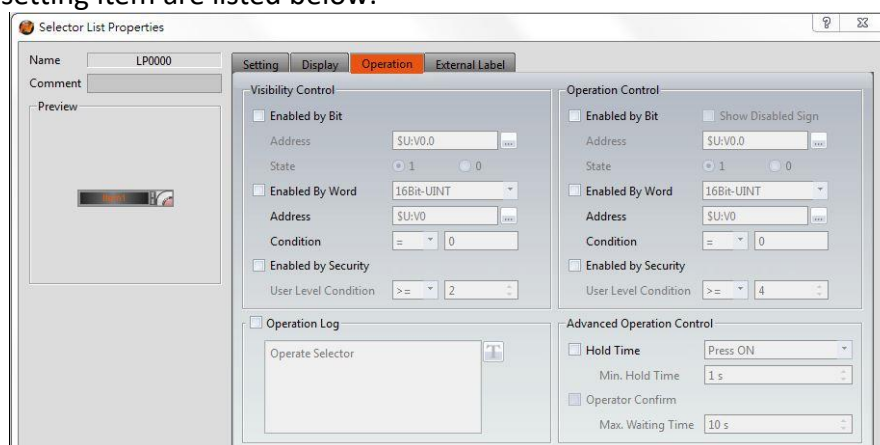 setting item are listed below:
Selector List Properties
Name LP0000
Comment
Preview
Setting Display Operation External Label
Visibility Control
Enabled by Bit
Address $U:V0.0 ...
State 1 0
Enabled By Word 16Bit-UINT
Address $U:V0 ...
Condition = 0
Enabled by Security
User Level Condition >= 2
Operation Control
Enabled by Bit Show Disabled Sign
Address $U:V0.0 ...
State 1 0
Enabled By Word 16Bit-UINT
Address $U:V0 ...
Condition = 0
Enabled by Security
User Level Condition >= 4
Operation Log
Operate Selector
T
Advanced Operation Control
Hold Time Press ON
Min. Hold Time 1 s
Operator Confirm
Max. Waiting Time 10 s